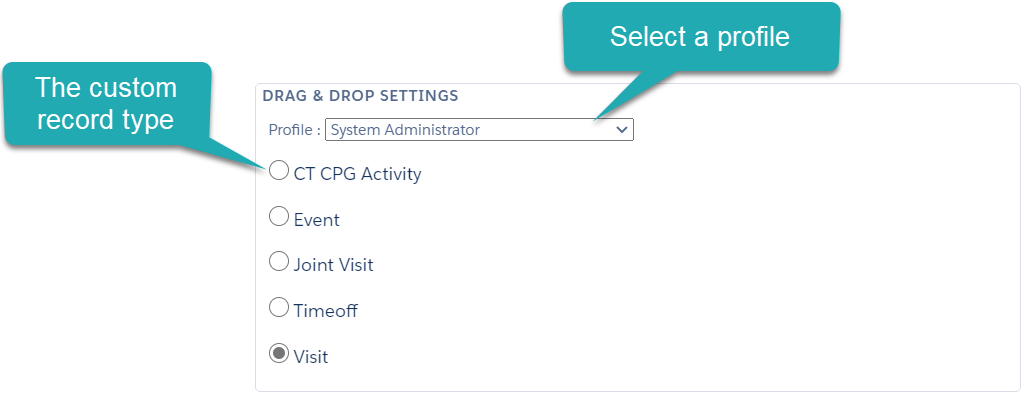 Select a profile
The custom
record type
DRAG & DROP SETTINGS
Profile : System Administrator
CT CPG Activity
Event
Joint Visit
Timeoff
Visit